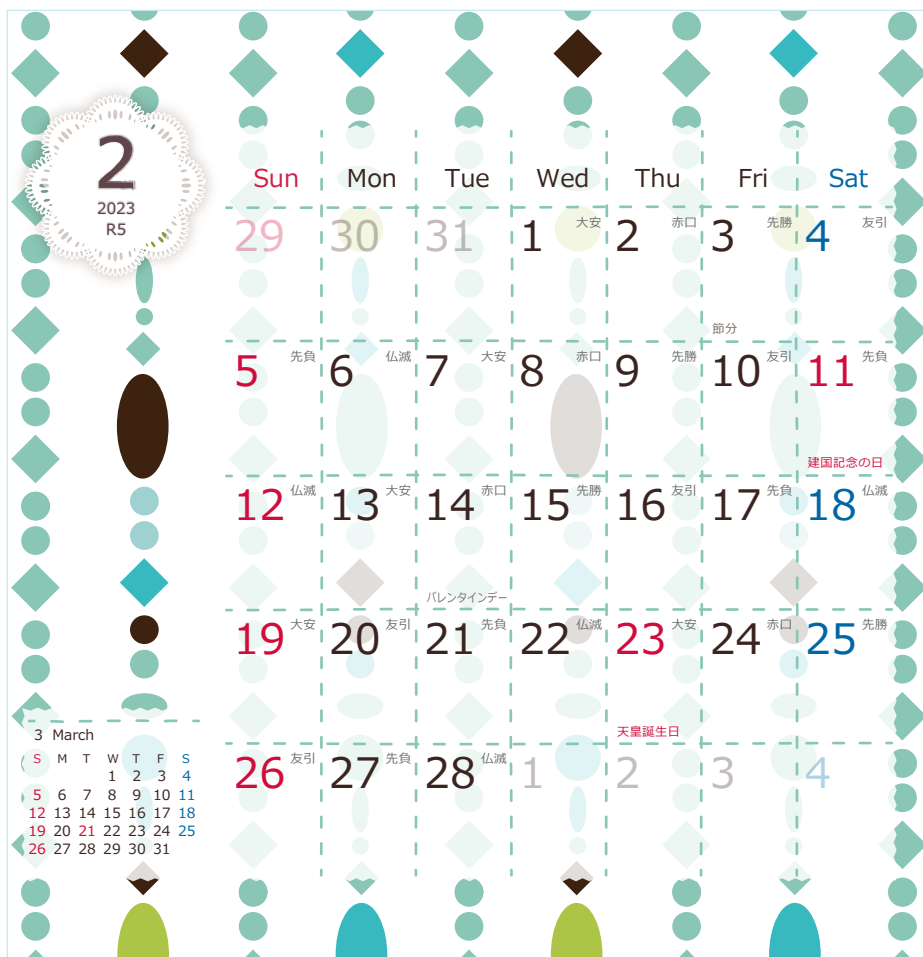 2
2023
R5
Sun Mon Tue Wed Thu Fri Sat
29 30 31 1 大安 2 赤口 3 先勝 4 友引
節分
5 先負 6 仏滅 7 大安 8 赤口 9 先勝 10 友引 11 先負
建国記念の日
12 仏滅 13 大安 14 赤口 15 先勝 16 友引 17 先負 18 仏滅
バレンタインデー
19 大安 20 友引 21 先負 22 仏滅 23 大安 24 赤口 25 先勝
天皇誕生日
26 友引 27 先負 28 仏滅 1 2 3 4
3 March
S M T W T F S
1 2 3 4
5 6 7 8 9 10 11
12 13 14 15 16 17 18
19 20 21 22 23 24 25
26 27 28 29 30 31